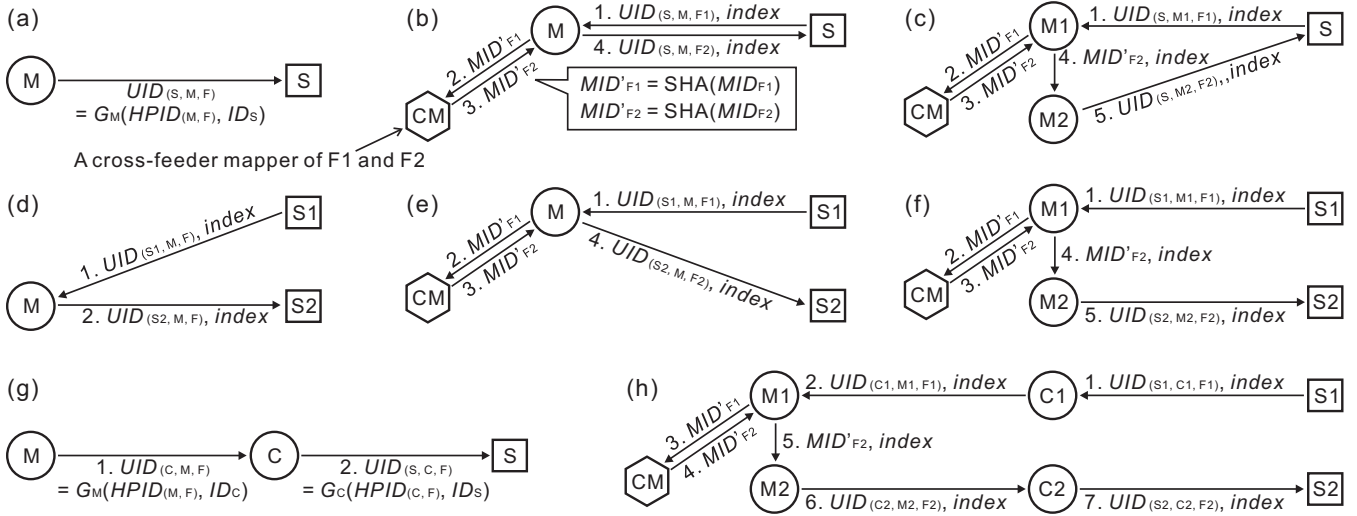 (a)
M
S
UID(S, M, F)
= GM(HPID(M, F), IDS)
(b)
M
S
CM
1. UID(S, M, F1), index
4. UID(S, M, F2), index
2. MID'F1
3. MID'F2
MID'F1 = SHA(MIDF1)
MID'F2 = SHA(MIDF2)
A cross-feeder mapper of F1 and F2
(c)
M1
S
CM
M2
1. UID(S, M1, F1), index
2. MID'F1
3. MID'F2
4. MID'F2, index
5. UID(S, M2, F2),,index
(d)
S1
M
S2
1. UID(S1, M, F), index
2. UID(S2, M, F), index
(e)
M
S1
CM
S2
1. UID(S1, M, F1), index
2. MID'F1
3. MID'F2
4. UID(S2, M, F2), index
(f)
M1
S1
CM
M2
S2
1. UID(S1, M1, F1), index
2. MID'F1
3. MID'F2
4. MID'F2, index
5. UID(S2, M2, F2), index
(g)
M
C
S
1. UID(C, M, F)
= GM(HPID(M, F), IDC)
2. UID(S, C, F)
= GC(HPID(C, F), IDS)
(h)
M1
C1
S1
CM
M2
C2
S2
1. UID(S1, C1, F1), index
2. UID(C1, M1, F1), index
3. MID'F1
4. MID'F2
5. MID'F2, index
6. UID(C2, M2, F2), index
7. UID(S2, C2, F2), index